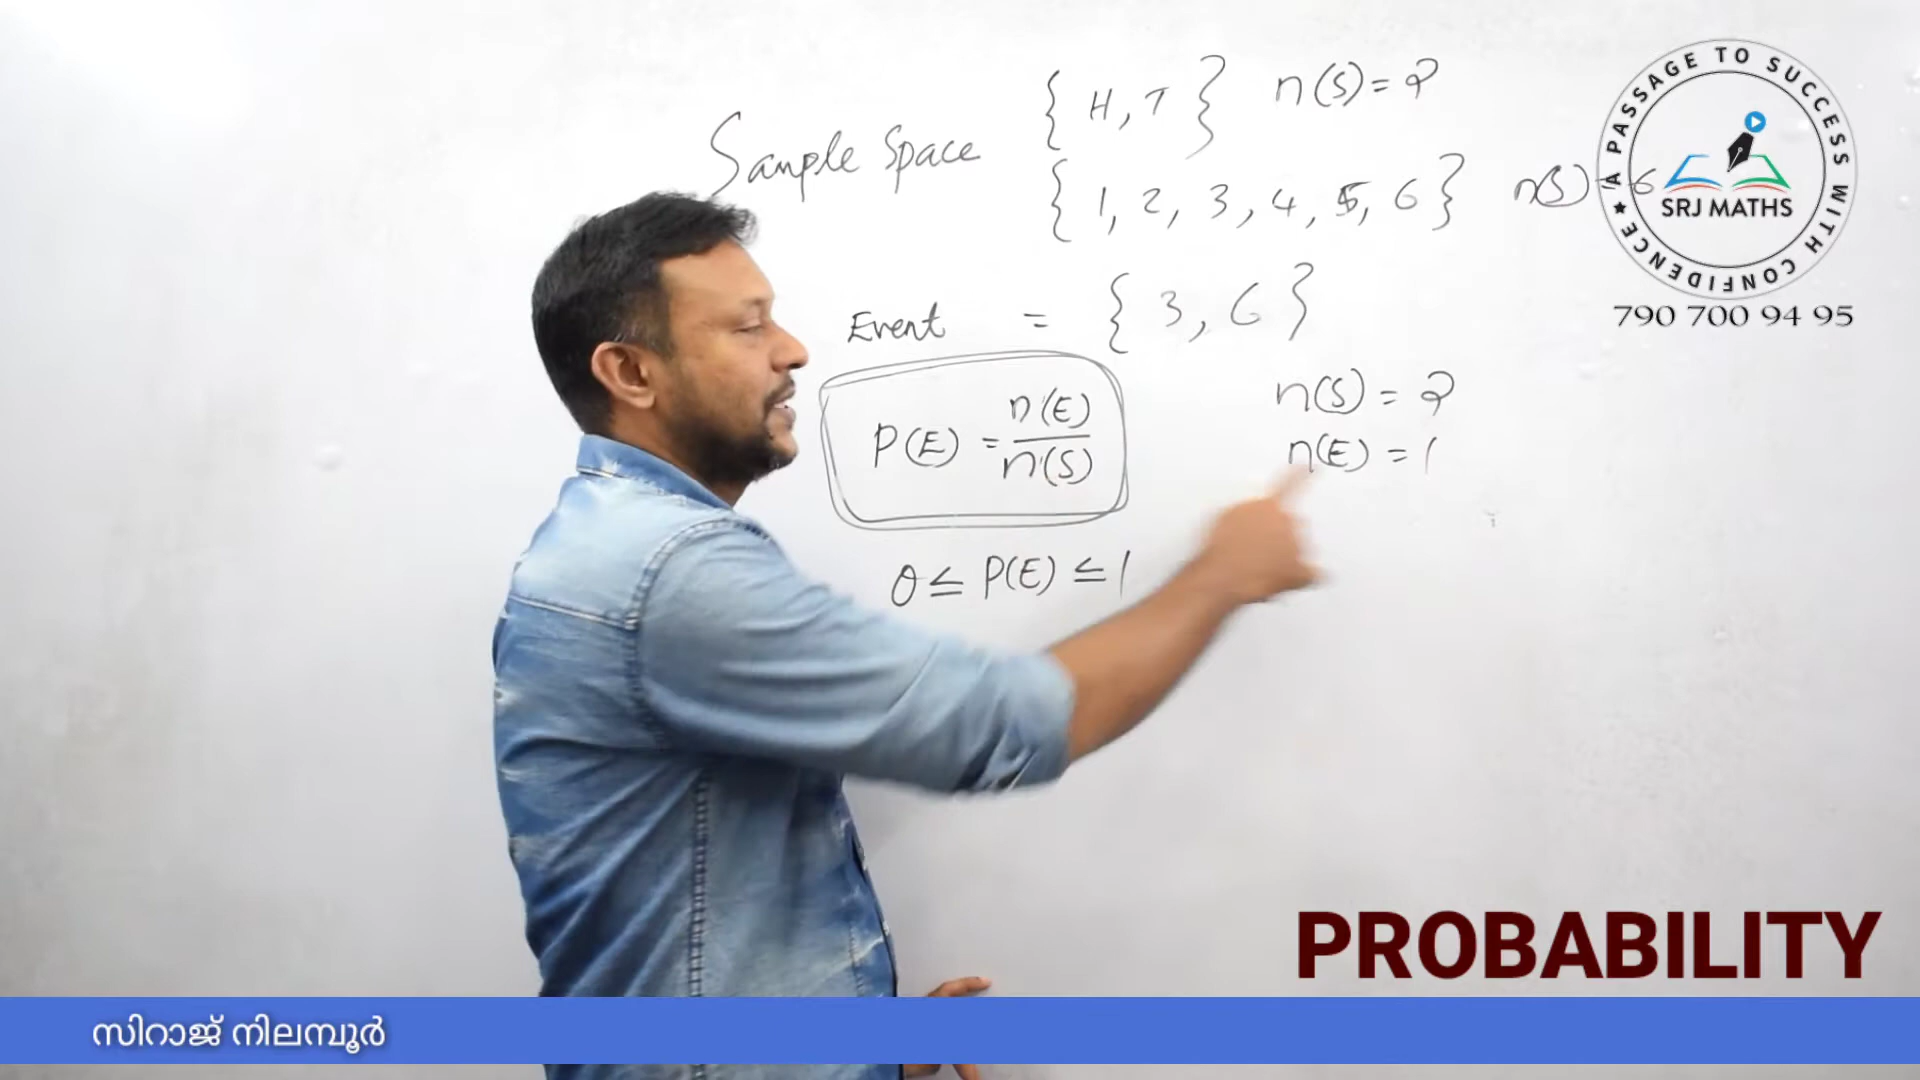 { H, T } n(S) = 2
Sample Space
{ 1, 2, 3, 4, 5, 6 } n(S) = 6
Event = { 3, 6 }
P(E) = n(E) / n(S)
n(S) = 2
n(E) = 1
0 ≤ P(E) ≤ 1
A PASSAGE TO SUCCESS WITH CONFIDENCE
SRJ MATHS
790 700 94 95
PROBABILITY
സിറാജ് നിലമ്പൂർ